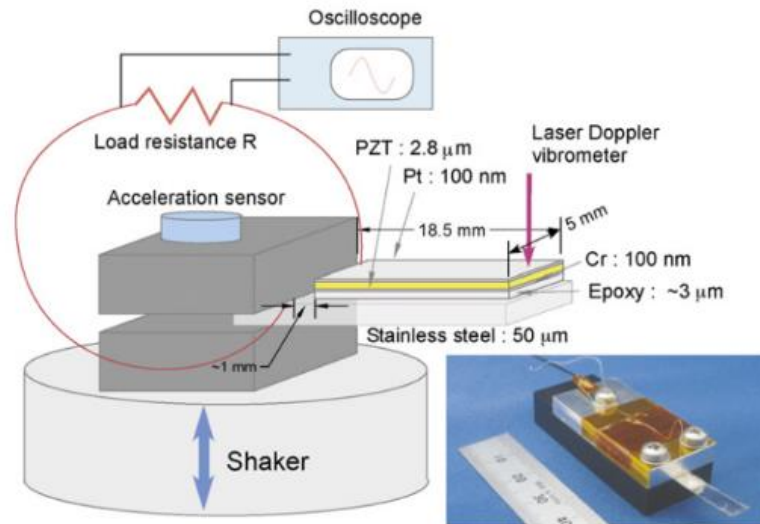 Oscilloscope
Load resistance R
Laser Doppler
vibrometer
PZT : 2.8 μm
Pt : 100 nm
Acceleration sensor
18.5 mm
5 mm
Cr : 100 nm
Epoxy : ~3 μm
Stainless steel : 50 μm
~1 mm
Shaker